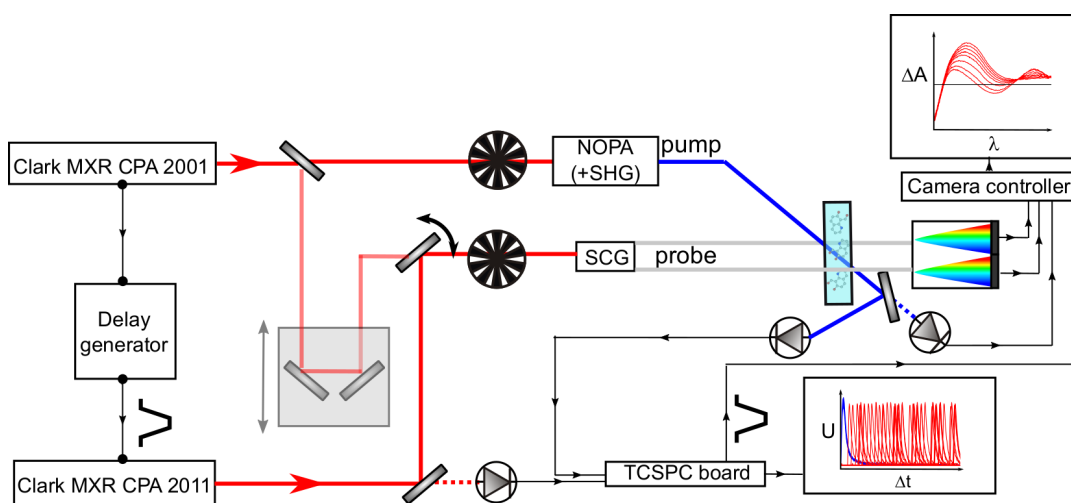 ΔA
λ
Clark MXR CPA 2001
NOPA
(+SHG)
pump
Camera controller
SCG
probe
Delay
generator
U
Δt
TCSPC board
Clark MXR CPA 2011